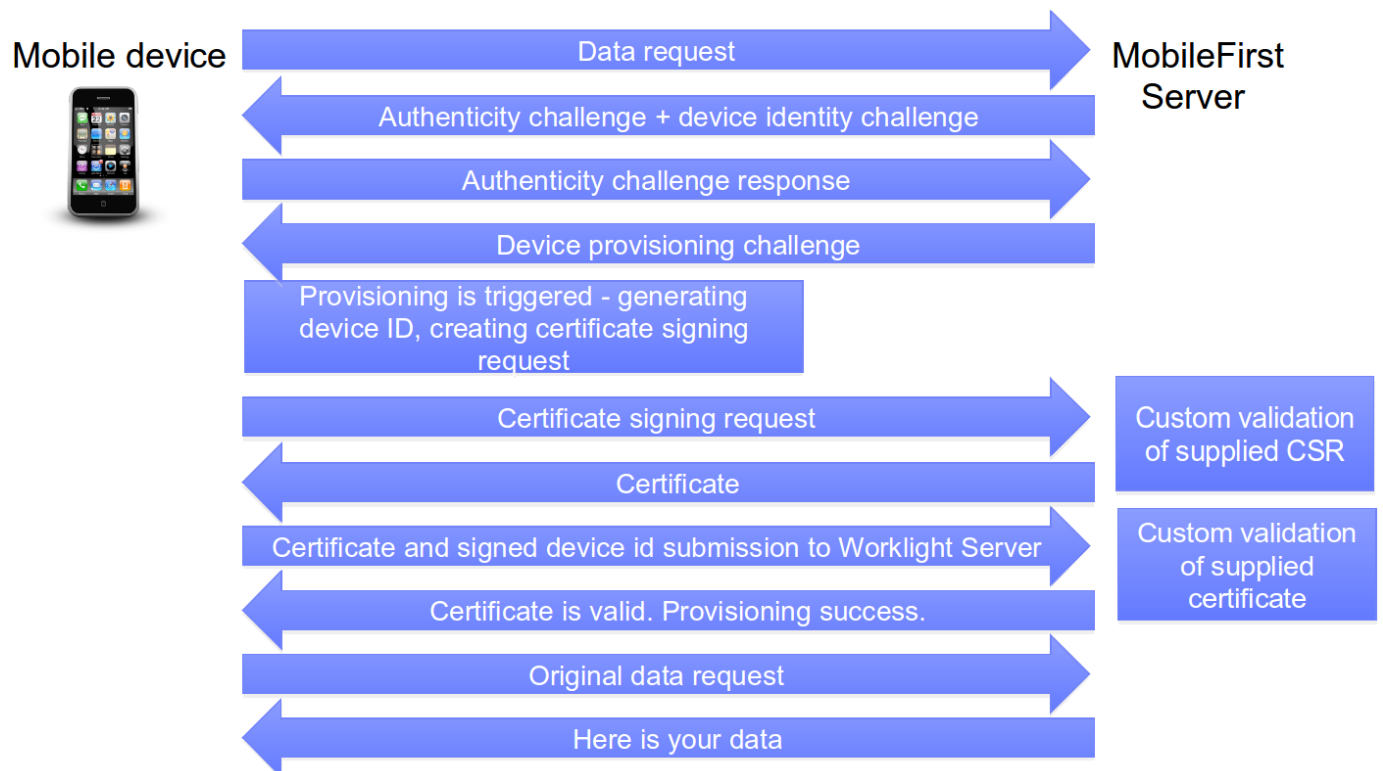 Mobile device
Data request
MobileFirst
Server
Authenticity challenge + device identity challenge
Authenticity challenge response
Device provisioning challenge
Provisioning is triggered - generating
device ID, creating certificate signing
request
Certificate signing request
Custom validation
of supplied CSR
Certificate
Certificate and signed device id submission to Worklight Server
Custom validation
of supplied
certificate
Certificate is valid. Provisioning success.
Original data request
Here is your data